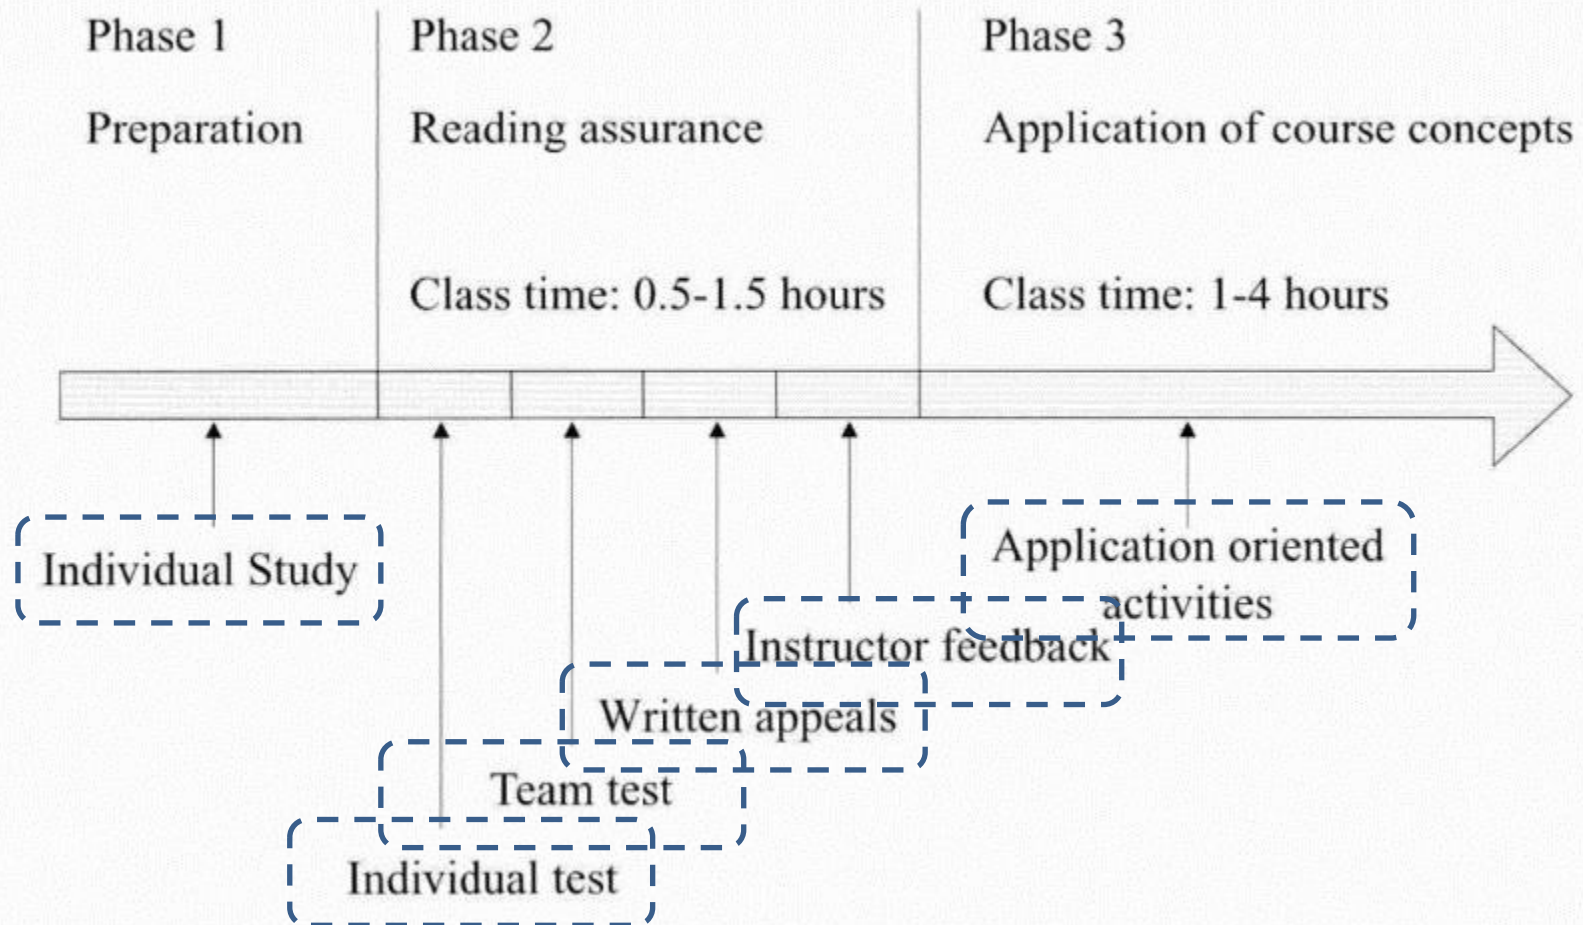 Phase 1
Phase 2
Phase 3
Preparation
Reading assurance
Application of course concepts
Class time: 0.5-1.5 hours
Class time: 1-4 hours
Individual Study
Application oriented
activities
Instructor feedback
Written appeals
Team test
Individual test